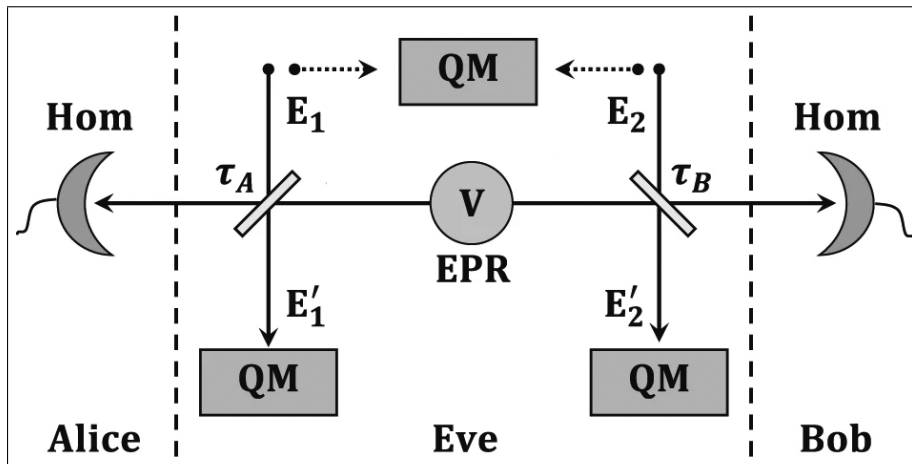 QM
E₁ E₂
Hom Hom
τ_A τ_B
V
EPR
E′₁ E′₂
QM QM
Alice Eve Bob